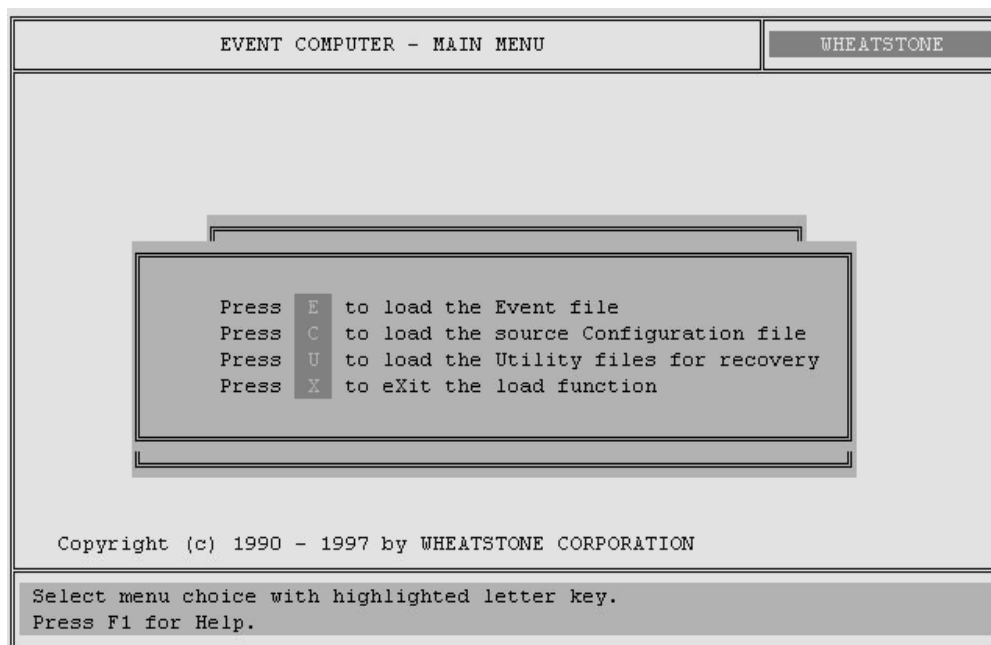 EVENT COMPUTER - MAIN MENU
WHEATSTONE
Press E to load the Event file
Press C to load the source Configuration file
Press U to load the Utility files for recovery
Press X to eXit the load function
Copyright (c) 1990 - 1997 by WHEATSTONE CORPORATION
Select menu choice with highlighted letter key.
Press F1 for Help.